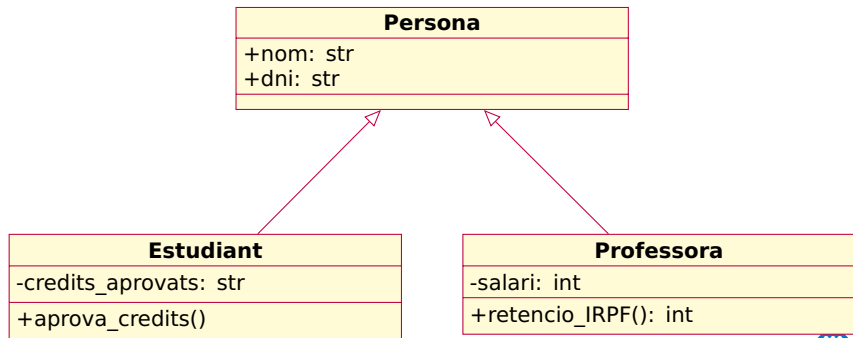 Persona
+nom: str
+dni: str
Estudiant
-credits_aprovats: str
+aprova_credits()
Professora
-salari: int
+retencio_IRPF(): int